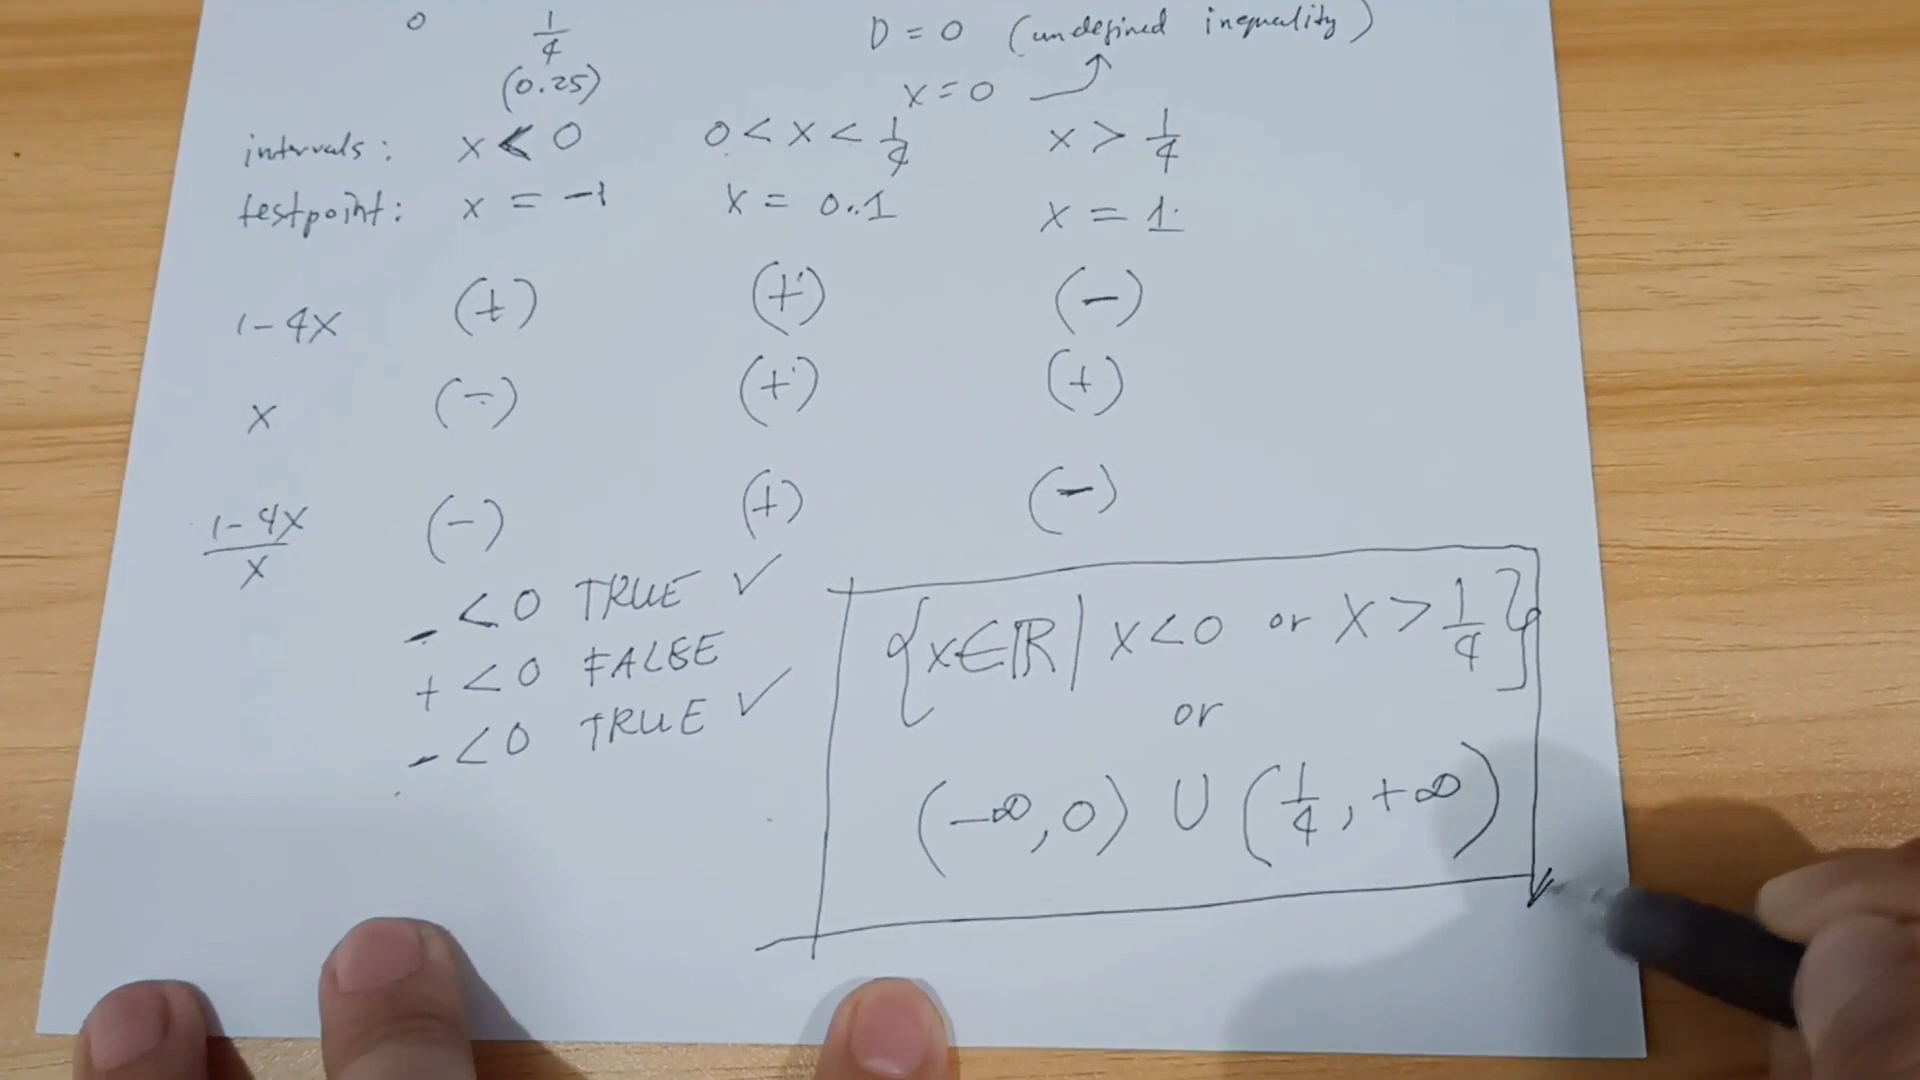 0 1/4 D = 0 (undefined inequality)
(0.25) x = 0
intervals: x < 0 0 < x < 1/4 x > 1/4
testpoint: x = -1 x = 0.1 x = 1
1-4x (+) (+) (-)
x (-) (+) (+)
1-4x/x (-) (+) (-)
- < 0 TRUE ✓
+ < 0 FALSE
- < 0 TRUE ✓
{x∈ℝ | x<0 or x > 1/4}
or
(-∞, 0) ∪ (1/4, +∞)